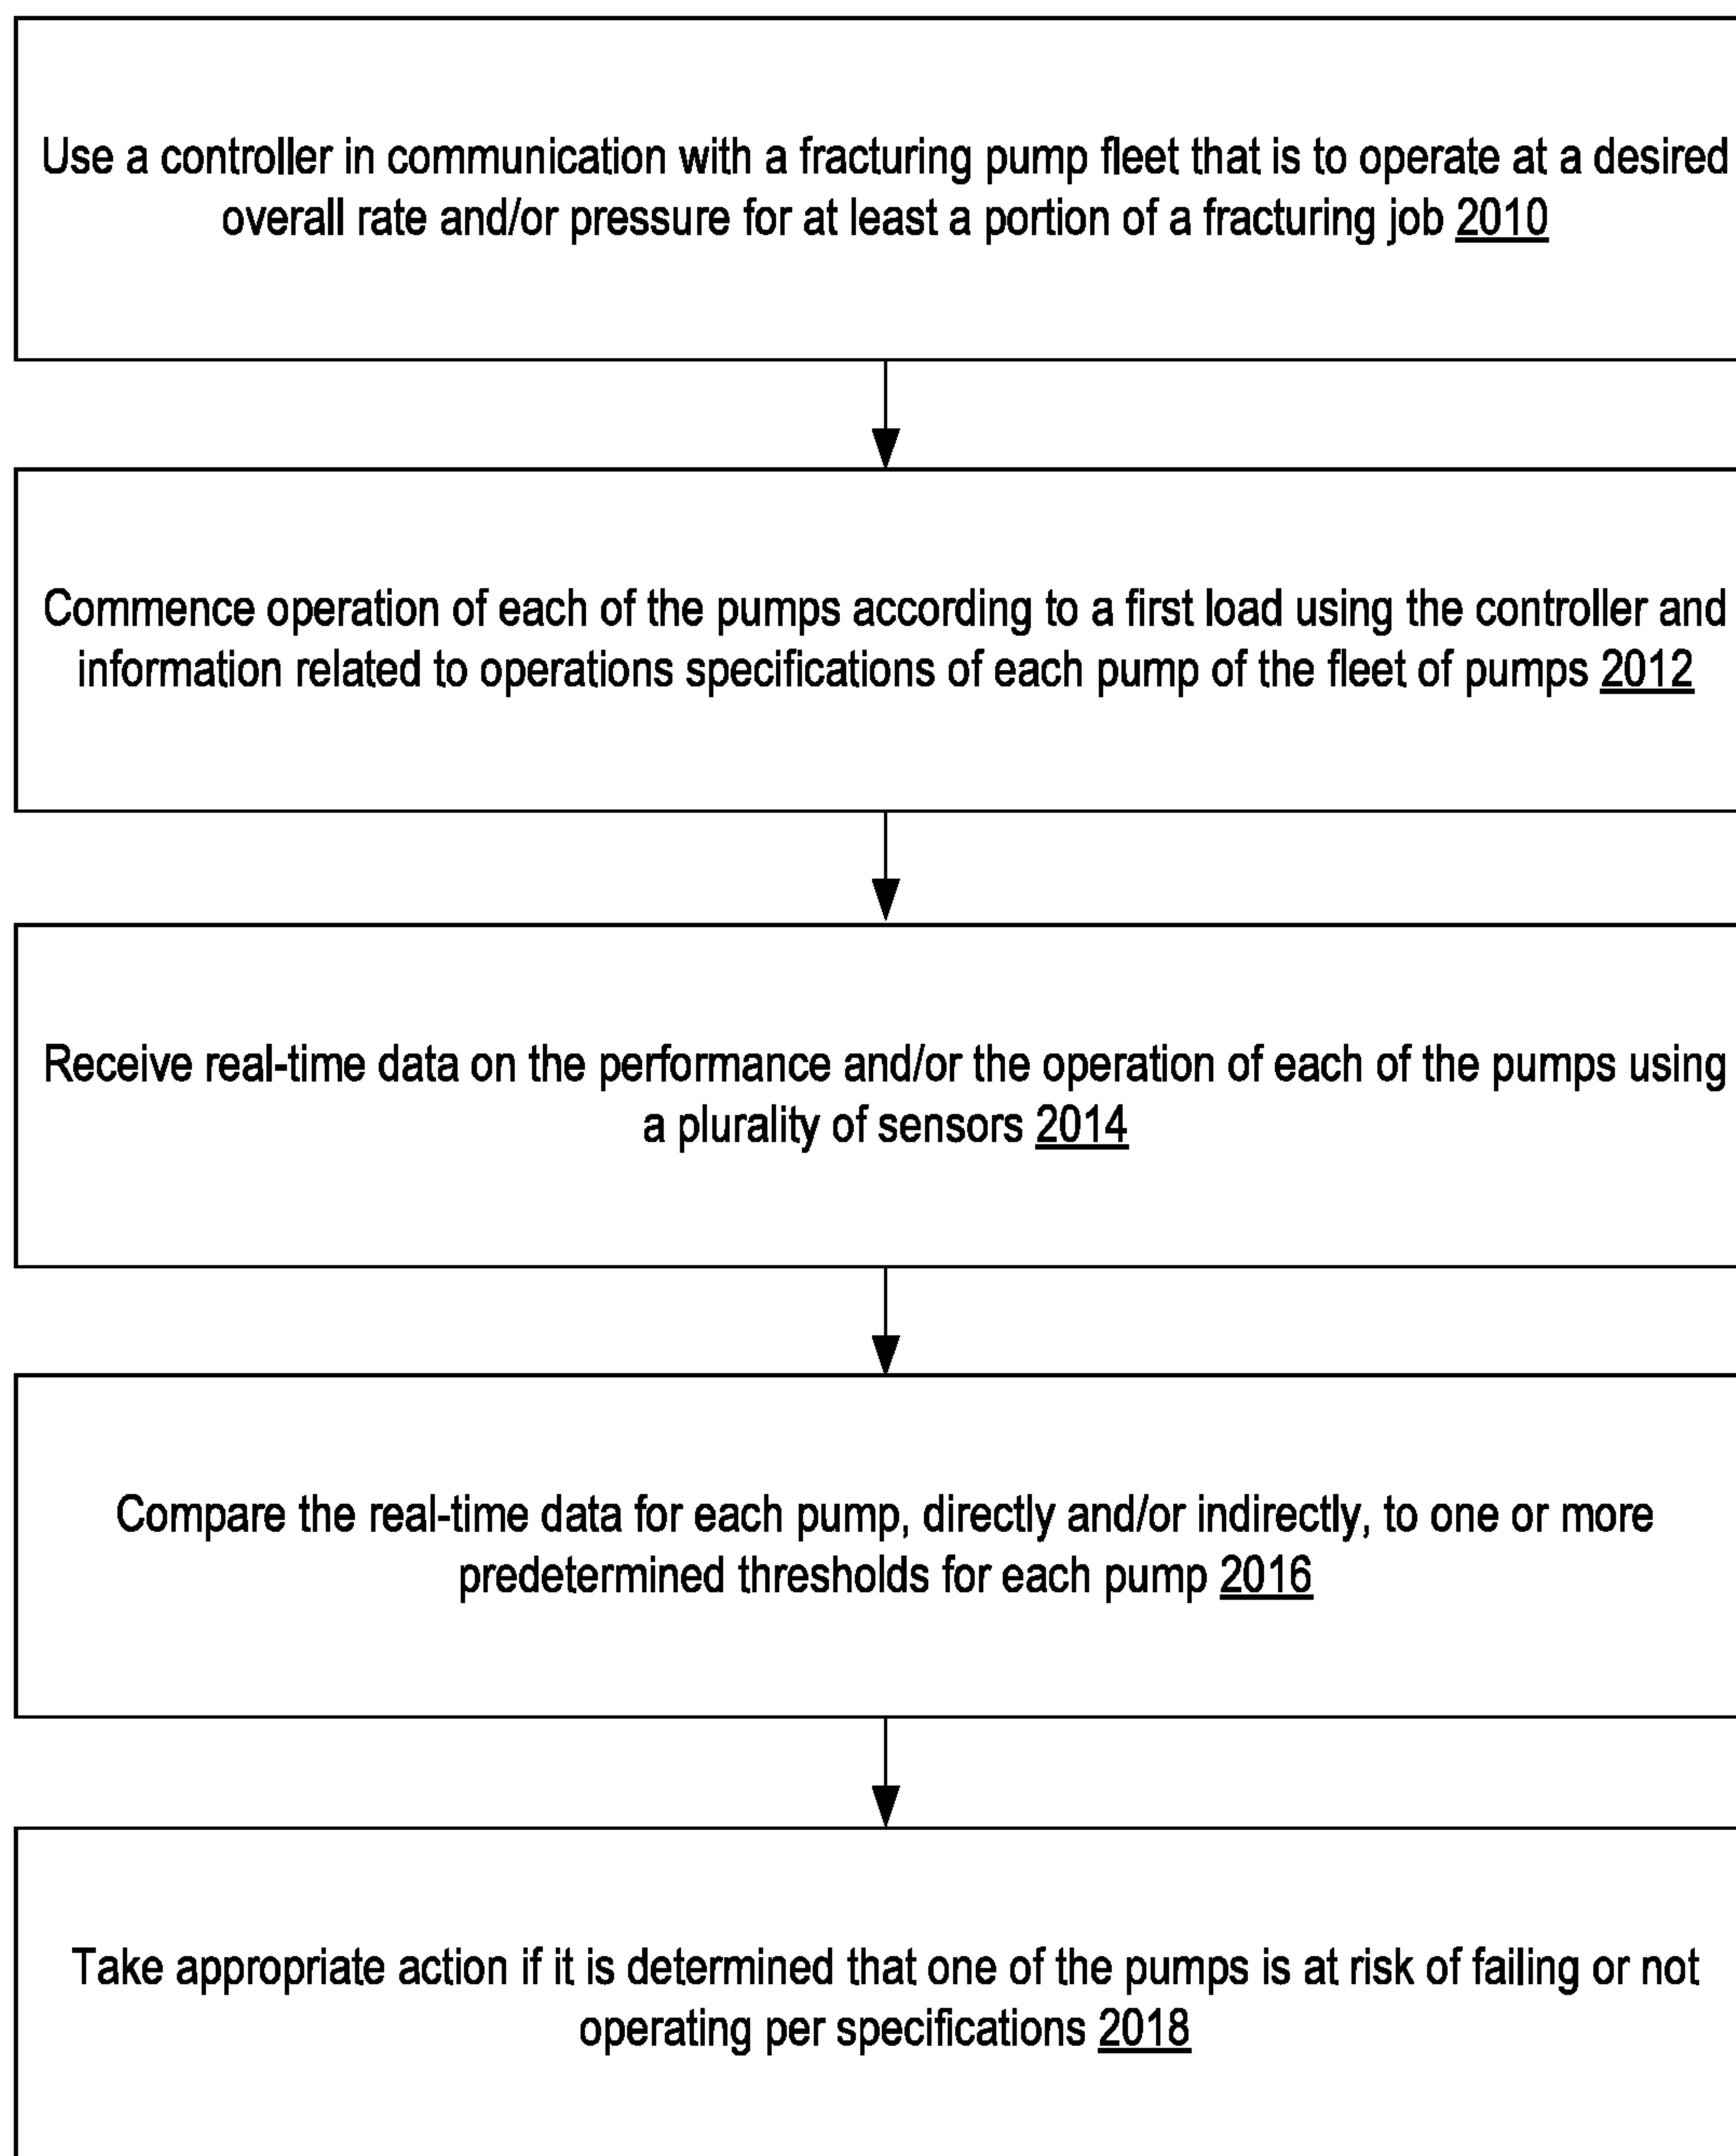 Use a controller in communication with a fracturing pump fleet that is to operate at a desired
overall rate and/or pressure for at least a portion of a fracturing job 2010
Commence operation of each of the pumps according to a first load using the controller and
information related to operations specifications of each pump of the fleet of pumps 2012
Receive real-time data on the performance and/or the operation of each of the pumps using
a plurality of sensors 2014
Compare the real-time data for each pump, directly and/or indirectly, to one or more
predetermined thresholds for each pump 2016
Take appropriate action if it is determined that one of the pumps is at risk of failing or not
operating per specifications 2018